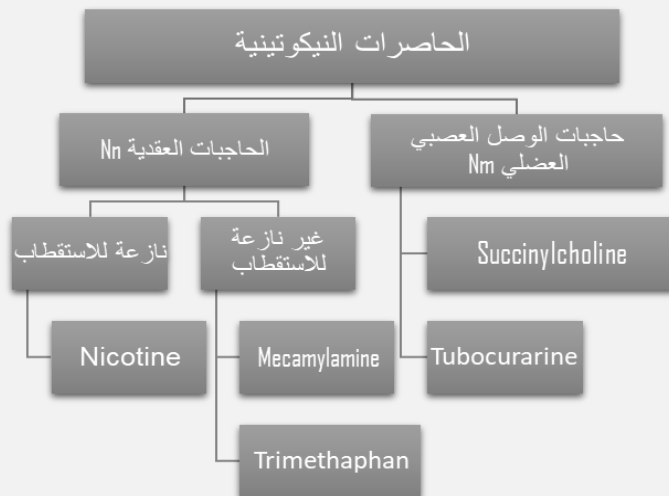 الحاصرات النيكوتينية
حاجبات الوصل العصبي
العضلي Nm
الحاجبات العقدية Nn
Succinylcholine
Tubocurarine
غير نازعة
للاستقطاب
نازعة للاستقطاب
Mecamylamine
Trimethaphan
Nicotine